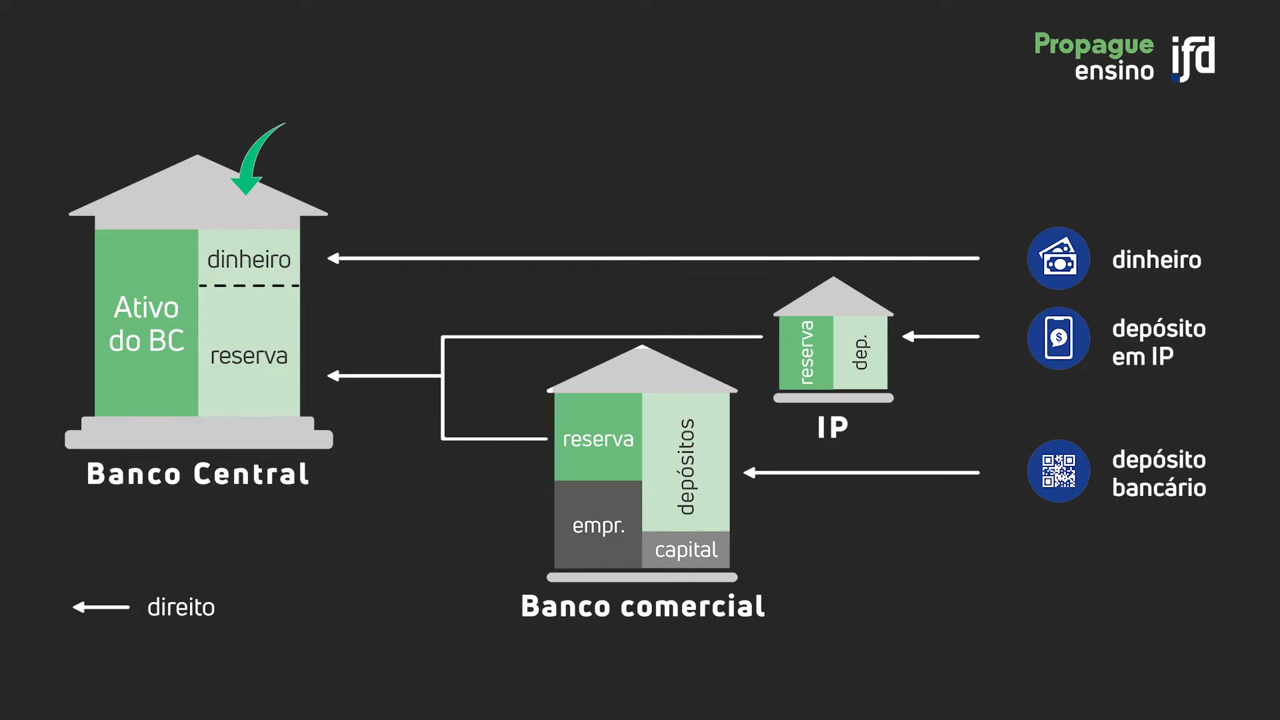 Propague
ensino
ifd
dinheiro
Ativo
do BC
reserva
Banco Central
dinheiro
reserva
dep.
IP
depósito
em IP
reserva
depósitos
empr.
capital
Banco comercial
depósito
bancário
direito